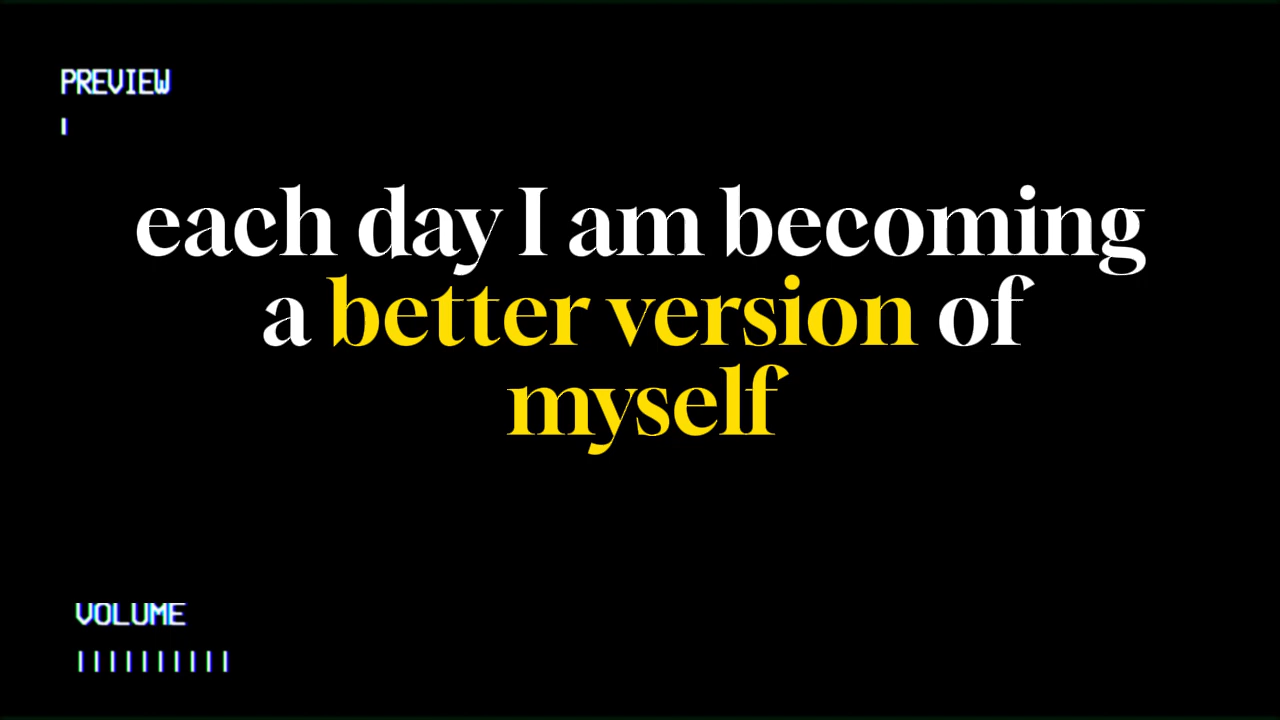 PREVIEW
each day I am becoming
a better version of
myself
VOLUME